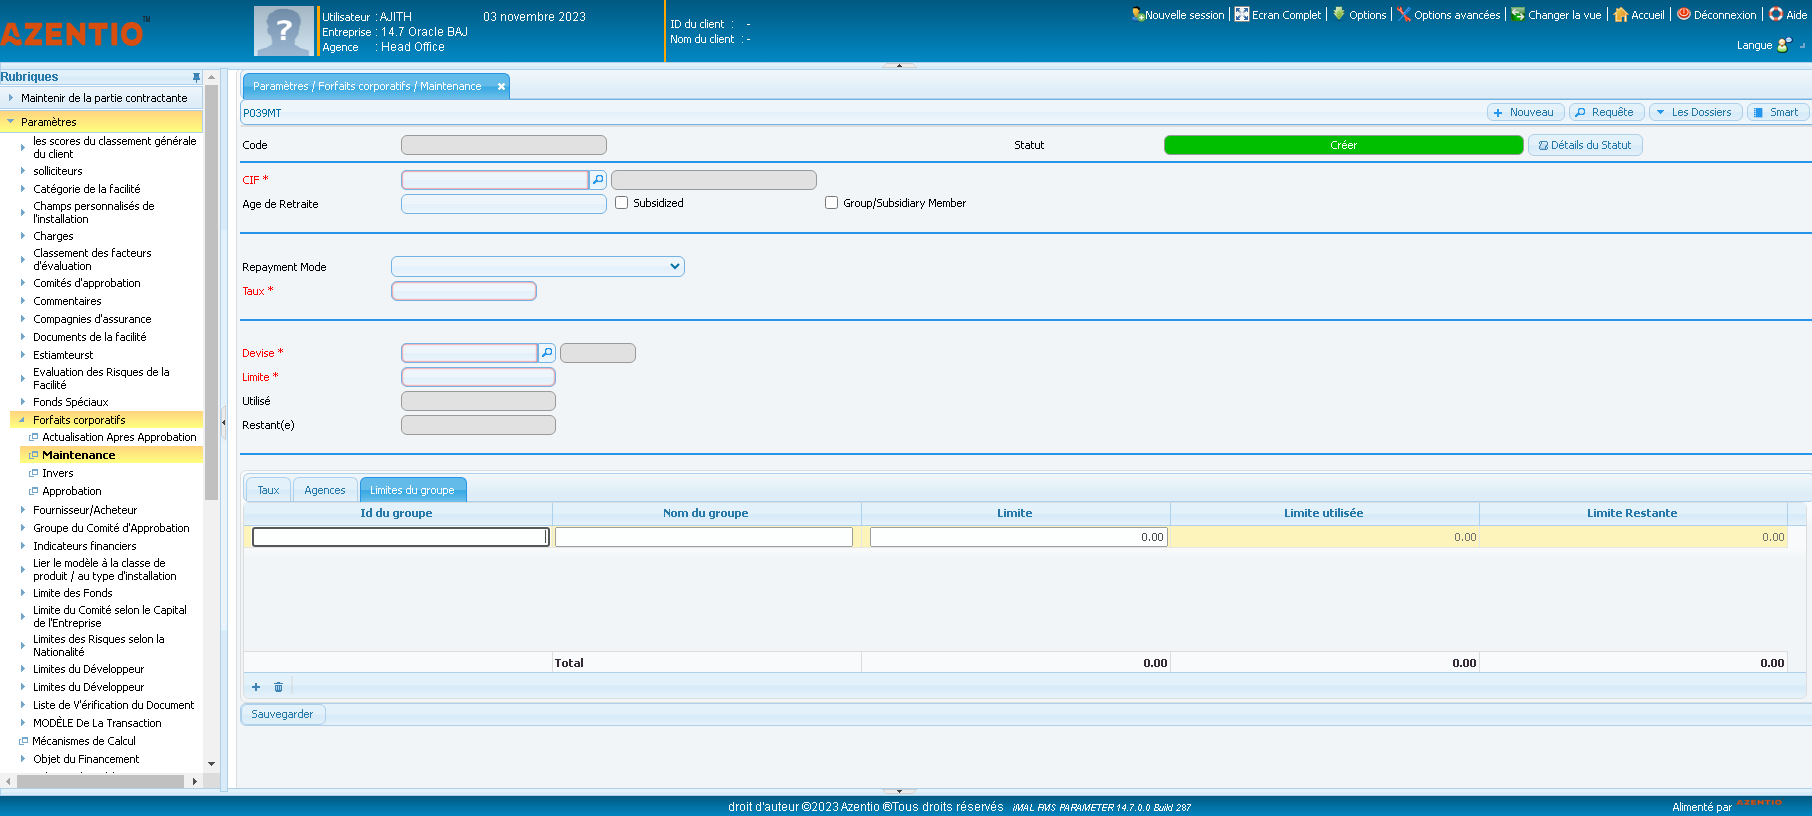 AZENTIO™
Utilisateur : AJITH
03 novembre 2023
Entreprise : 14.7 Oracle BAJ
Agence : Head Office
ID du client : -
Nom du client : -
Nouvelle session
Ecran Complet
Options
Options avancées
Changer la vue
Accueil
Déconnexion
Aide
Langue
Rubriques
Maintenir de la partie contractante
Paramètres
les scores du classement générale
du client
solliciteurs
Catégorie de la facilité
Champs personnalisés de
l'installation
Charges
Classement des facteurs
d'évaluation
Comités d'approbation
Commentaires
Compagnies d'assurance
Documents de la facilité
Estiamteurst
Evaluation des Risques de la
Facilité
Fonds Spéciaux
Forfaits corporatifs
Actualisation Apres Approbation
Maintenance
Invers
Approbation
Fournisseur/Acheteur
Groupe du Comité d'Approbation
Indicateurs financiers
Lier le modèle à la classe de
produit / au type d'installation
Limite des Fonds
Limite du Comité selon le Capital
de l'Entreprise
Limites des Risques selon la
Nationalité
Limites du Développeur
Limites du Développeur
Liste de V'érification du Document
MODÈLE De La Transaction
Mécanismes de Calcul
Objet du Financement
Paramètres / Forfaits corporatifs / Maintenance
P039MT
Nouveau
Requête
Les Dossiers
Smart
Code
Statut
Créer
Détails du Statut
CIF *
Age de Retraite
Subsidized
Group/Subsidiary Member
Repayment Mode
Taux *
Devise *
Limite *
Utilisé
Restant(e)
Taux
Agences
Limites du groupe
Id du groupe
Nom du groupe
Limite
Limite utilisée
Limite Restante
0.00
0.00
0.00
Total
0.00
0.00
0.00
Sauvegarder
droit d'auteur ©2023 Azentio ®Tous droits réservés
iMAL FMS PARAMETER 14.7.0.0 Build 287
Alimenté par AZENTIO